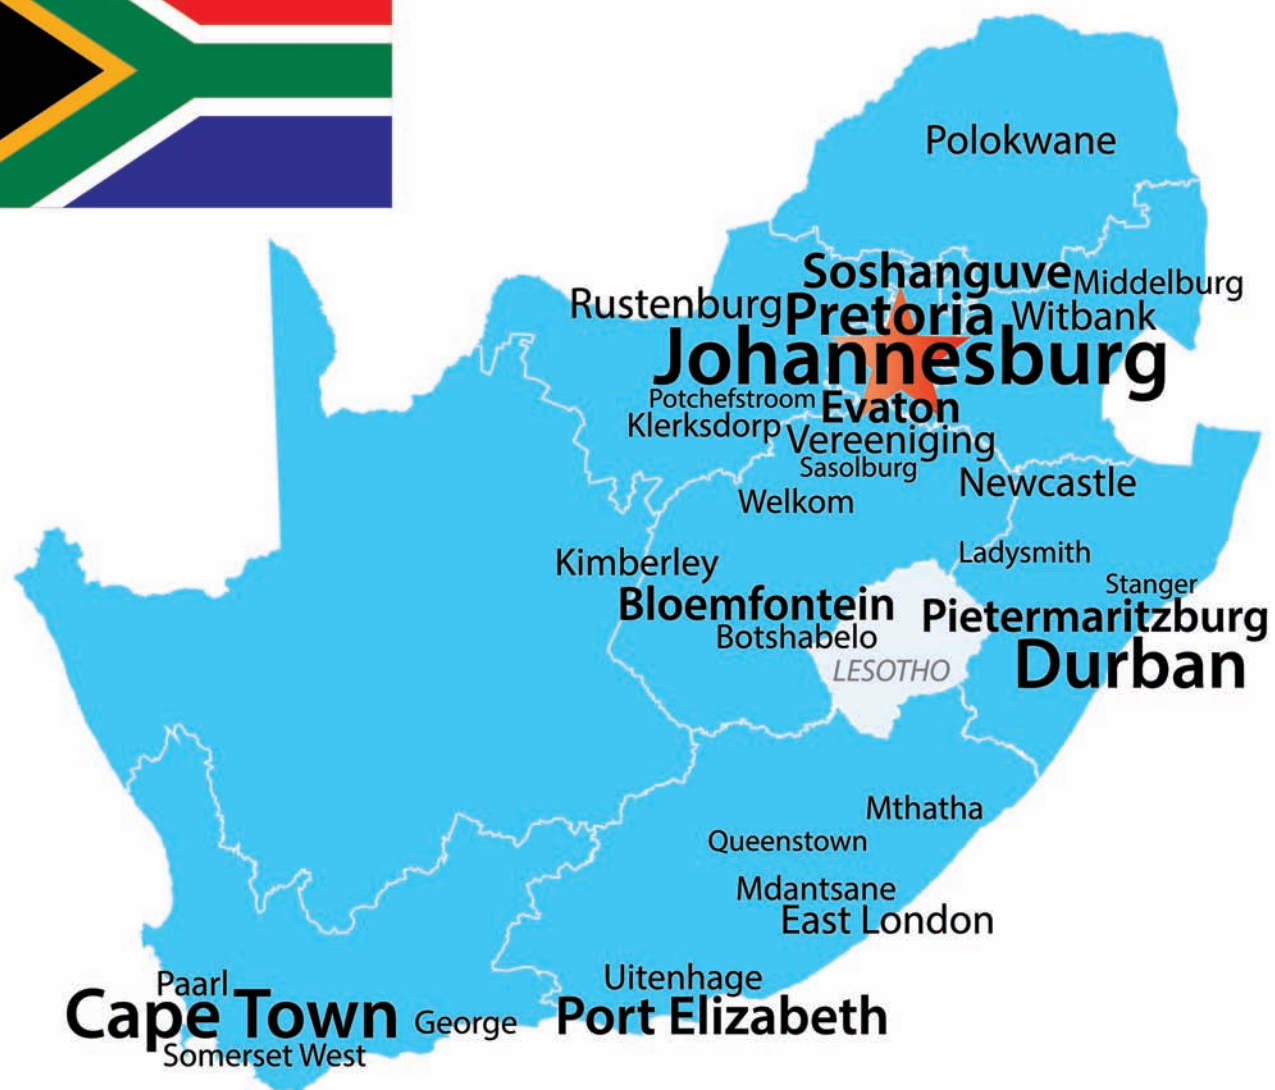 Polokwane
Soshanguve
Middelburg
Rustenburg
Pretoria
Witbank
Johannesburg
Potchefstroom
Evaton
Klerksdorp
Vereeniging
Sasolburg
Newcastle
Welkom
Ladysmith
Kimberley
Stanger
Bloemfontein
Pietermaritzburg
Botshabelo
Durban
LESOTHO
Mthatha
Queenstown
Mdantsane
East London
Uitenhage
Paarl
Cape Town
George
Port Elizabeth
Somerset West